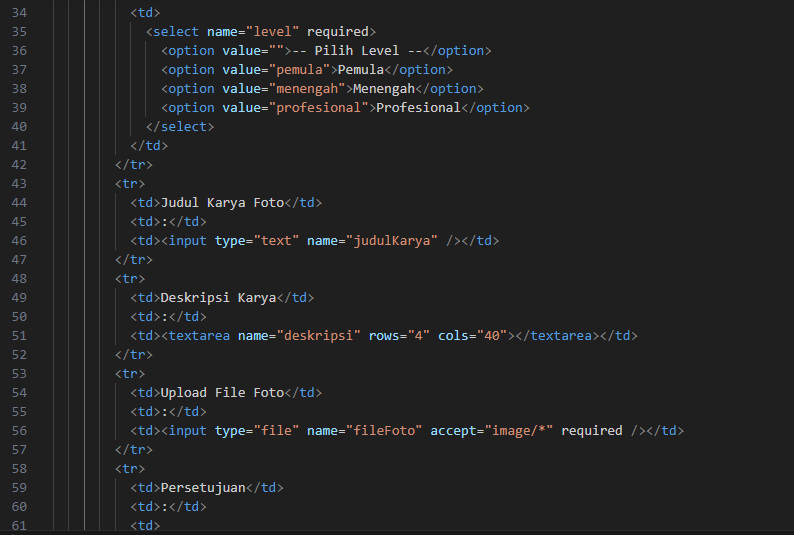 34 <td>
35 <select name="level" required>
36 <option value="">-- Pilih Level --</option>
37 <option value="pemula">Pemula</option>
38 <option value="menengah">Menengah</option>
39 <option value="profesional">Profesional</option>
40 </select>
41 </td>
42 </tr>
43 <tr>
44 <td>Judul Karya Foto</td>
45 <td>:</td>
46 <td><input type="text" name="judulKarya" /></td>
47 </tr>
48 <tr>
49 <td>Deskripsi Karya</td>
50 <td>:</td>
51 <td><textarea name="deskripsi" rows="4" cols="40"></textarea></td>
52 </tr>
53 <tr>
54 <td>Upload File Foto</td>
55 <td>:</td>
56 <td><input type="file" name="fileFoto" accept="image/*" required /></td>
57 </tr>
58 <tr>
59 <td>Persetujuan</td>
60 <td>:</td>
61 <td>